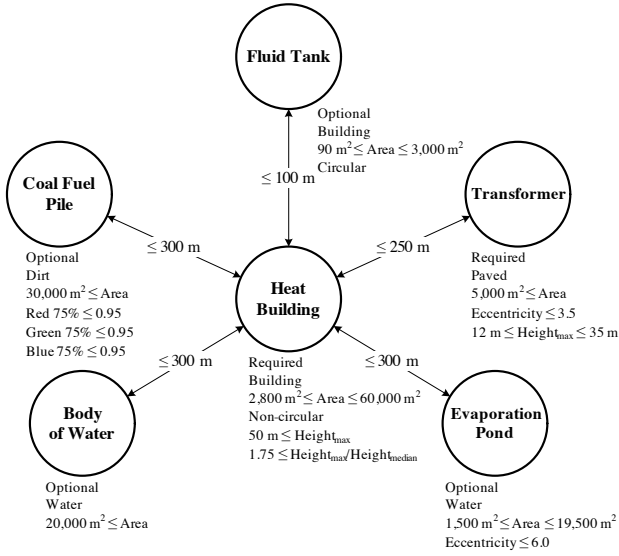 Fluid Tank
Optional
Building
90 m² ≤ Area ≤ 3,000 m²
Circular
≤ 100 m
Coal Fuel
Pile
Optional
Dirt
30,000 m² ≤ Area
Red 75% ≤ 0.95
Green 75% ≤ 0.95
Blue 75% ≤ 0.95
≤ 300 m
Transformer
Required
Paved
5,000 m² ≤ Area
Eccentricity ≤ 3.5
12 m ≤ Heightmax ≤ 35 m
≤ 250 m
Heat
Building
Required
Building
2,800 m² ≤ Area ≤ 60,000 m²
Non-circular
50 m ≤ Heightmax
1.75 ≤ Heightmax/Heightmedian
≤ 300 m
Body
of Water
Optional
Water
20,000 m² ≤ Area
≤ 300 m
Evaporation
Pond
Optional
Water
1,500 m² ≤ Area ≤ 19,500 m²
Eccentricity ≤ 6.0